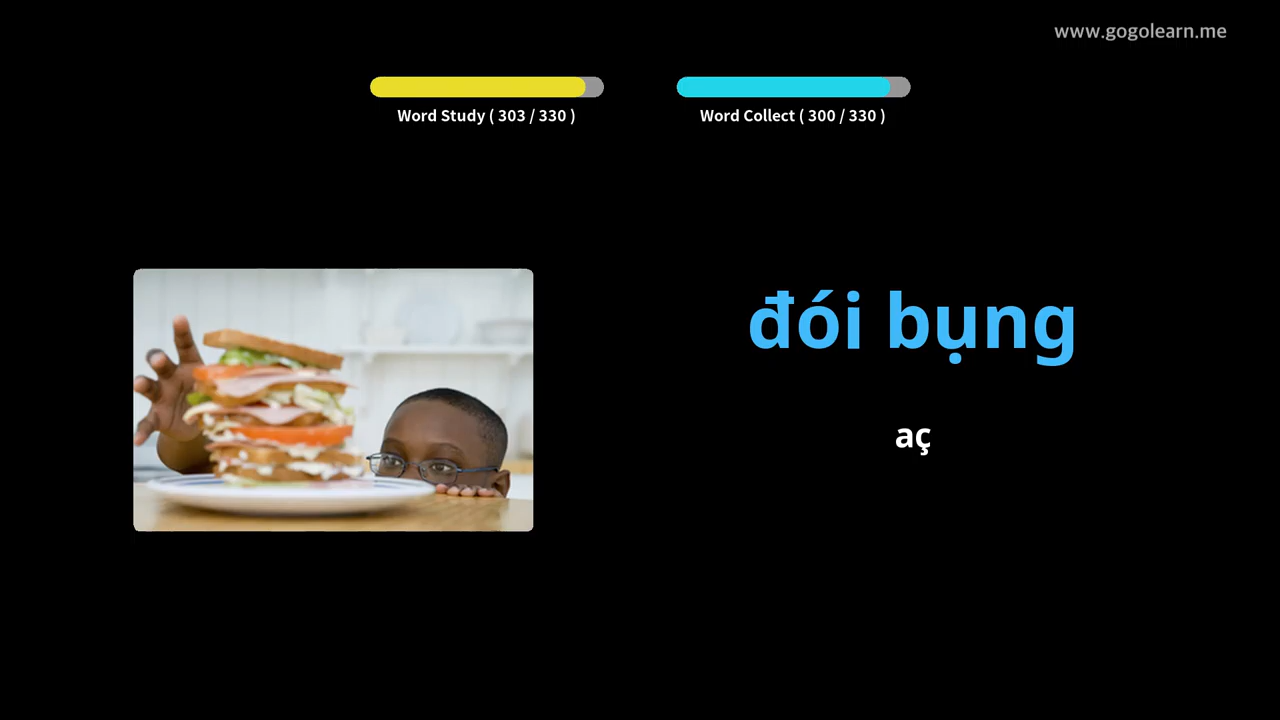 www.gogolearn.me
Word Study ( 303 / 330 )
Word Collect ( 300 / 330 )
đói bụng
aç